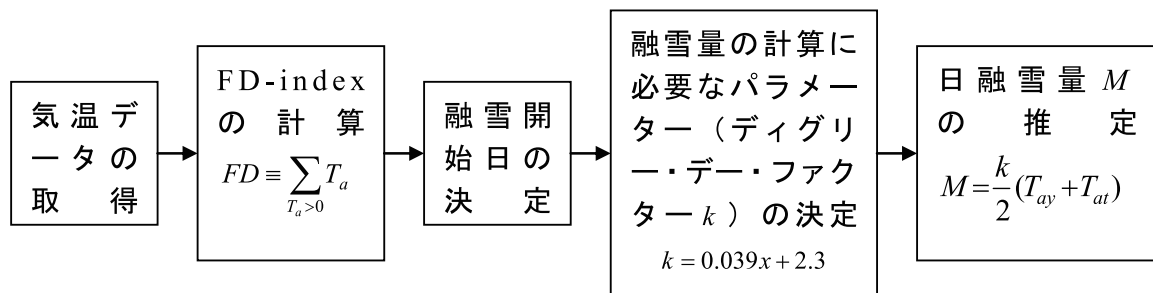 気温デ
ータの
取得
FD-index
の計算
FD ≡ ∑ T_a
T_a>0
融雪開
始日の
決定
融雪量の計算に
必要なパラメー
ター（ディグリ
ー・デー・ファク
ターk）の決定
k = 0.039x + 2.3
日融雪量 M
の推定
M = k/2 (T_ay + T_at)